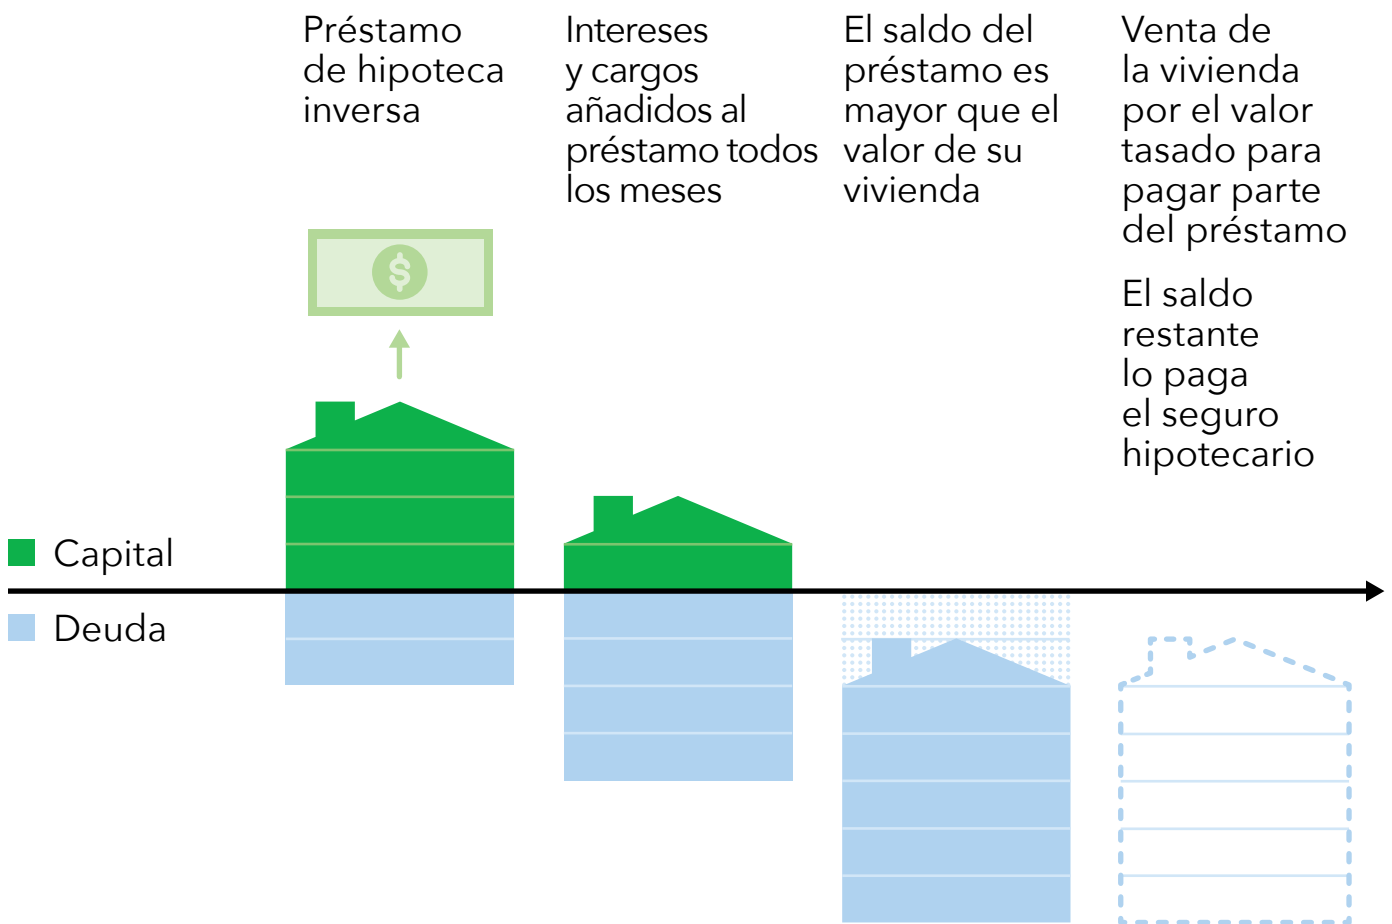 Préstamo
de hipoteca
inversa
Intereses
y cargos
añadidos al
préstamo todos
los meses
El saldo del
préstamo es
mayor que el
valor de su
vivienda
Venta de
la vivienda
por el valor
tasado para
pagar parte
del préstamo
El saldo
restante
lo paga
el seguro
hipotecario
$
Capital
Deuda